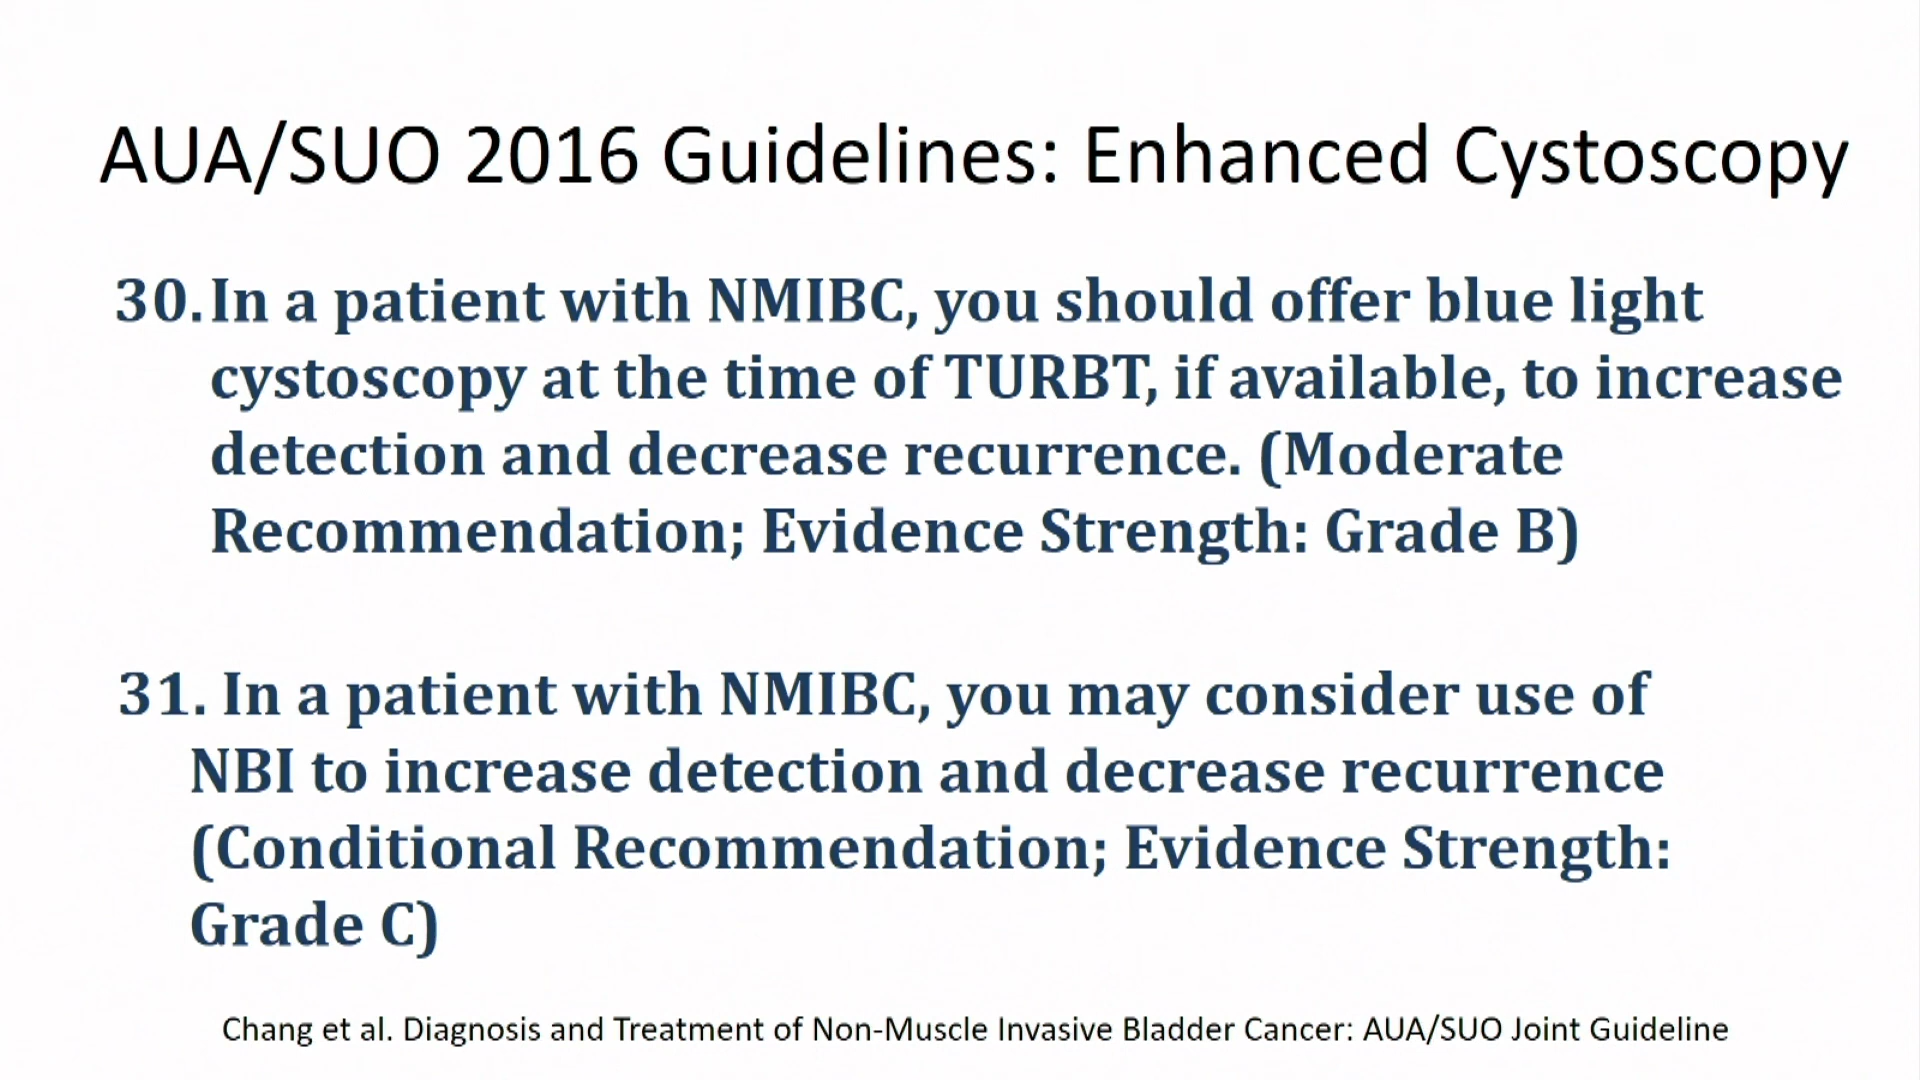 AUA/SUO 2016 Guidelines: Enhanced Cystoscopy
30. In a patient with NMIBC, you should offer blue light
cystoscopy at the time of TURBT, if available, to increase
detection and decrease recurrence. (Moderate
Recommendation; Evidence Strength: Grade B)
31. In a patient with NMIBC, you may consider use of
NBI to increase detection and decrease recurrence
(Conditional Recommendation; Evidence Strength:
Grade C)
Chang et al. Diagnosis and Treatment of Non-Muscle Invasive Bladder Cancer: AUA/SUO Joint Guideline